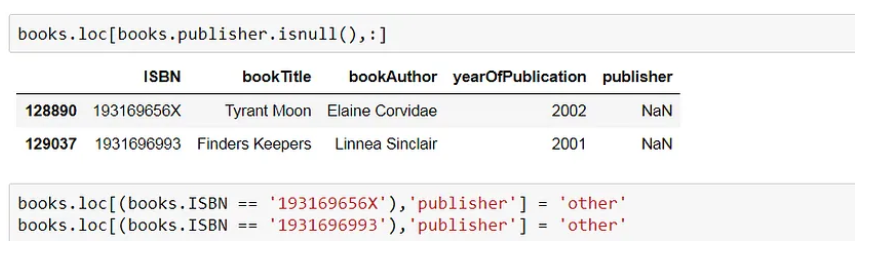 books.loc[books.publisher.isnull(),:]
ISBN bookTitle bookAuthor yearOfPublication publisher
128890 193169656X Tyrant Moon Elaine Corvidae 2002 NaN
129037 1931696993 Finders Keepers Linnea Sinclair 2001 NaN
books.loc[(books.ISBN == '193169656X'),'publisher'] = 'other'
books.loc[(books.ISBN == '1931696993'),'publisher'] = 'other'